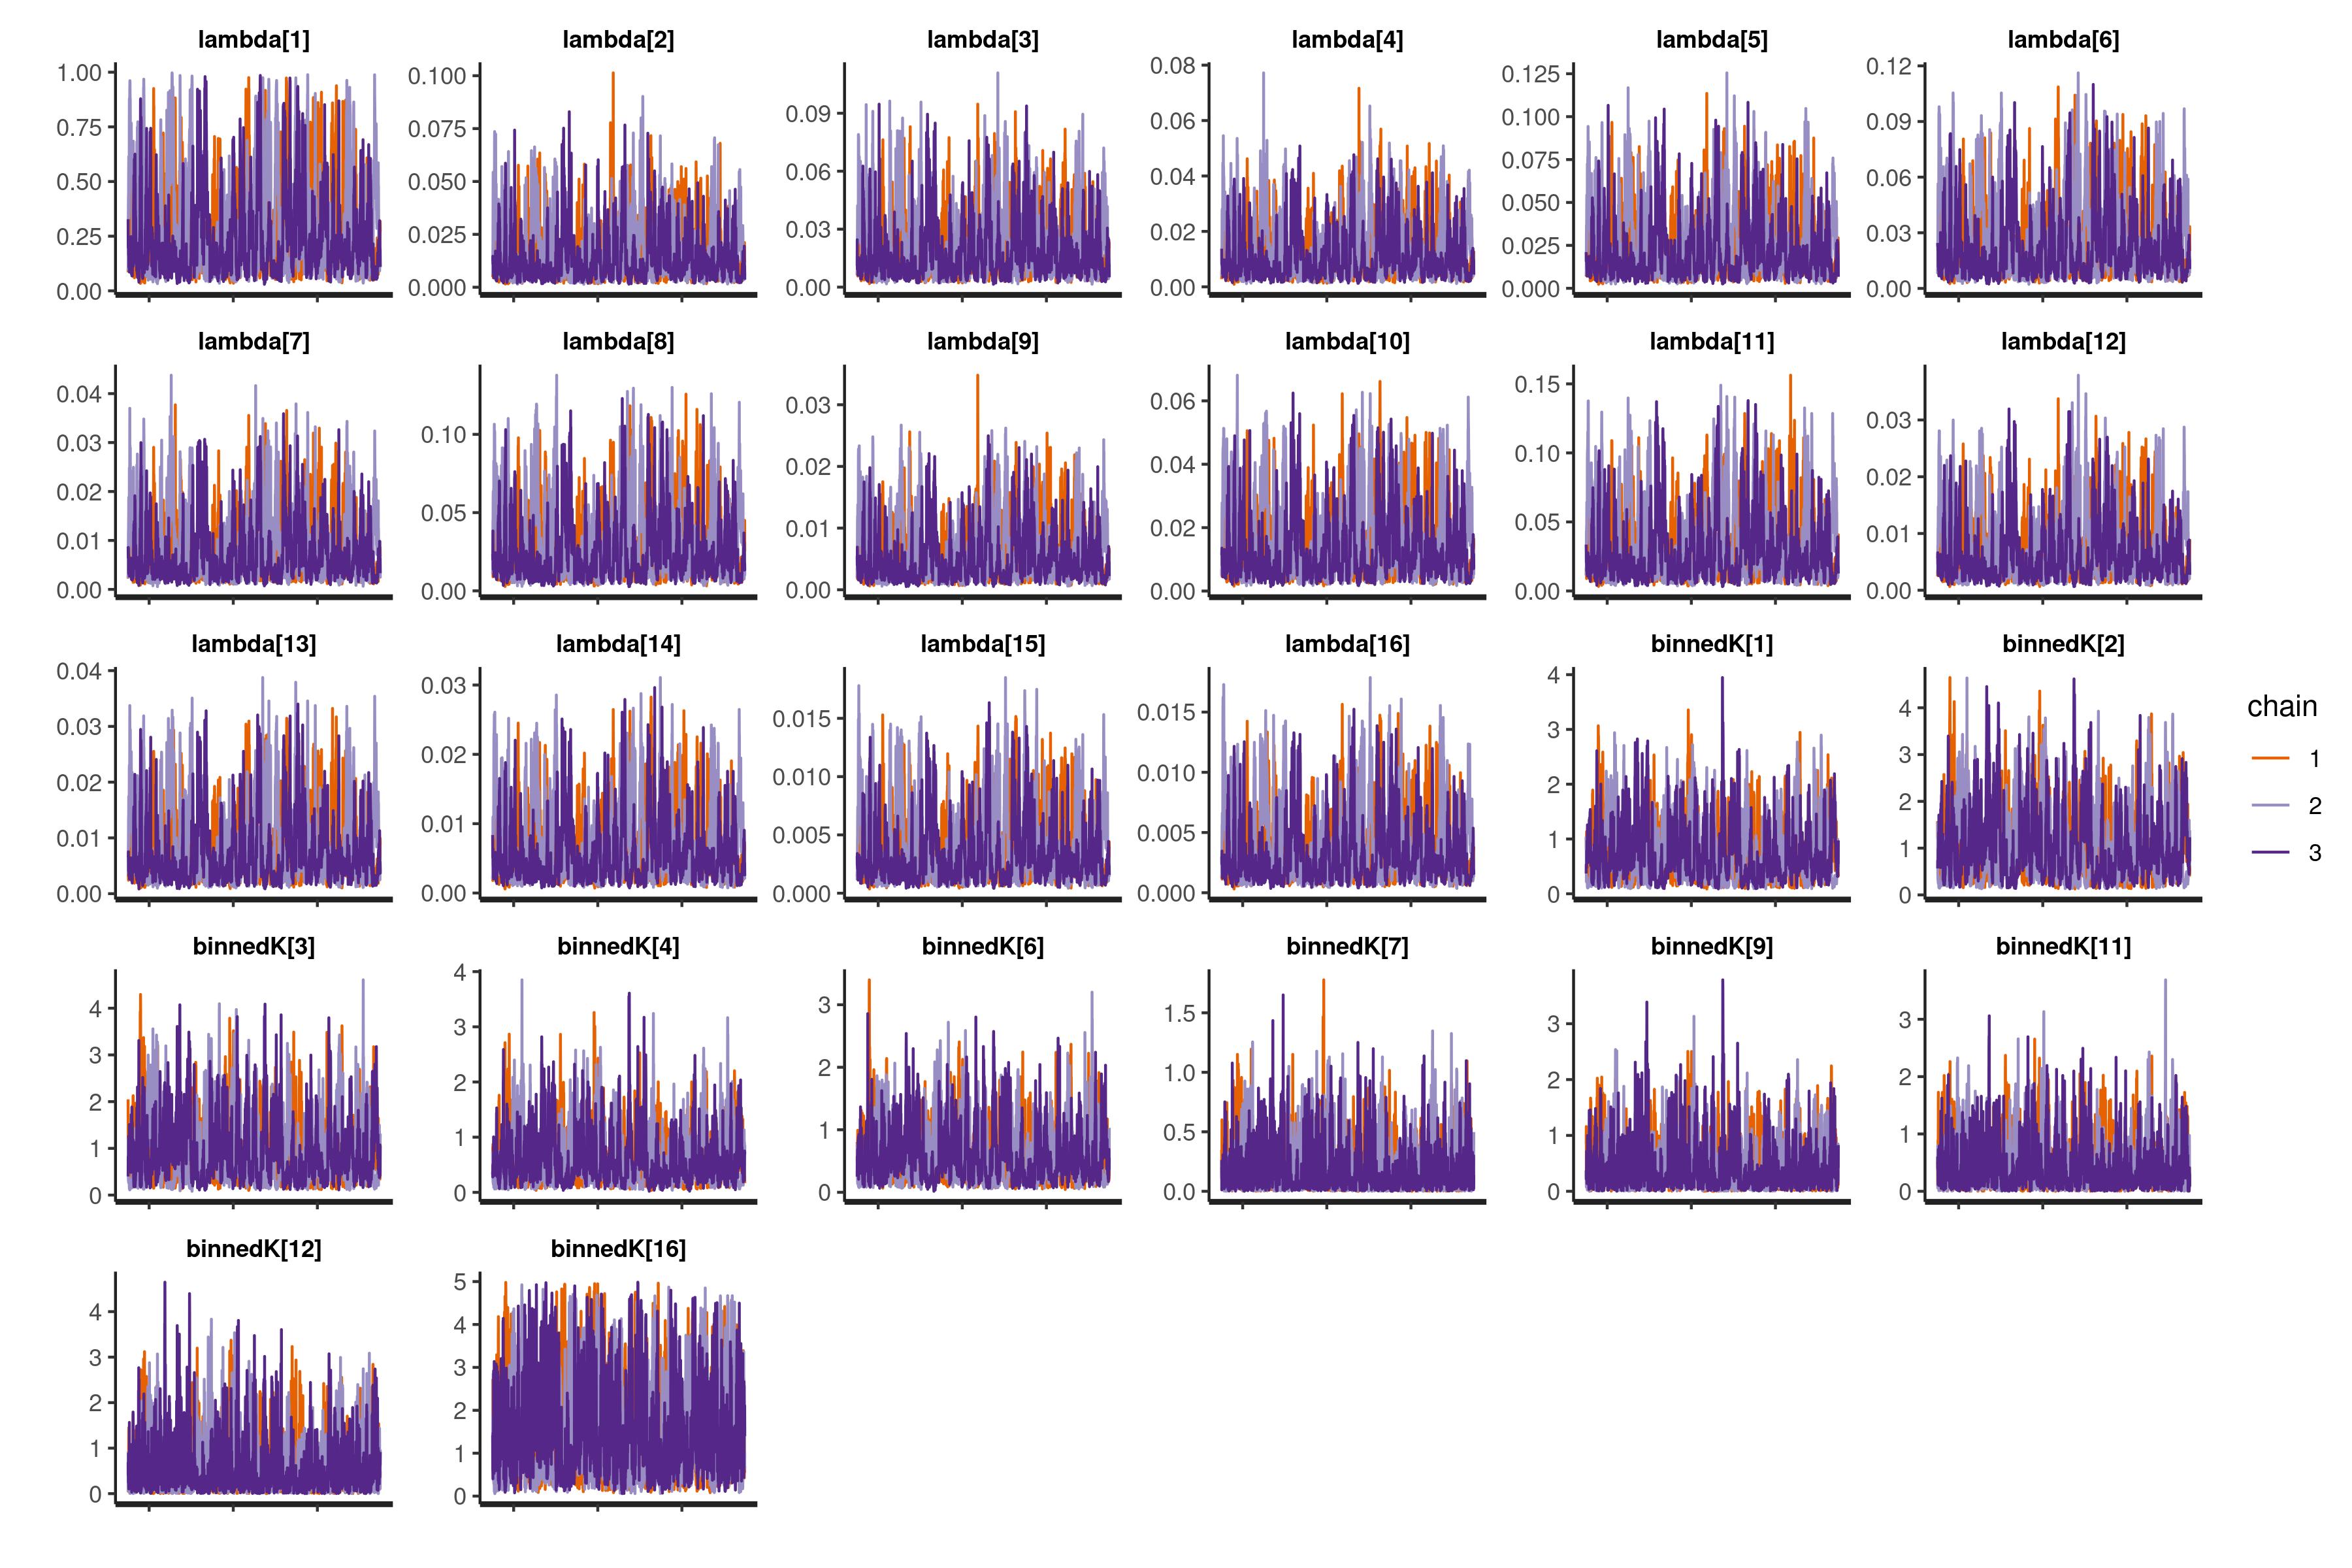 lambda[1] lambda[2] lambda[3] lambda[4] lambda[5] lambda[6]
1.00 0.75 0.50 0.25 0.00
0.100 0.075 0.050 0.025 0.000
0.09 0.06 0.03 0.00
0.08 0.06 0.04 0.02 0.00
0.125 0.100 0.075 0.050 0.025 0.000
0.12 0.09 0.06 0.03 0.00
lambda[7] lambda[8] lambda[9] lambda[10] lambda[11] lambda[12]
0.04 0.03 0.02 0.01 0.00
0.10 0.05 0.00
0.03 0.02 0.01 0.00
0.06 0.04 0.02 0.00
0.15 0.10 0.05 0.00
0.03 0.02 0.01 0.00
lambda[13] lambda[14] lambda[15] lambda[16] binnedK[1] binnedK[2]
0.04 0.03 0.02 0.01 0.00
0.03 0.02 0.01 0.00
0.015 0.010 0.005 0.000
0.015 0.010 0.005 0.000
4 3 2 1 0
4 3 2 1 0
binnedK[3] binnedK[4] binnedK[6] binnedK[7] binnedK[9] binnedK[11]
4 3 2 1 0
4 3 2 1 0
3 2 1 0
1.5 1.0 0.5 0.0
3 2 1 0
3 2 1 0
binnedK[12] binnedK[16]
4 3 2 1 0
5 4 3 2 1 0
chain
1
2
3